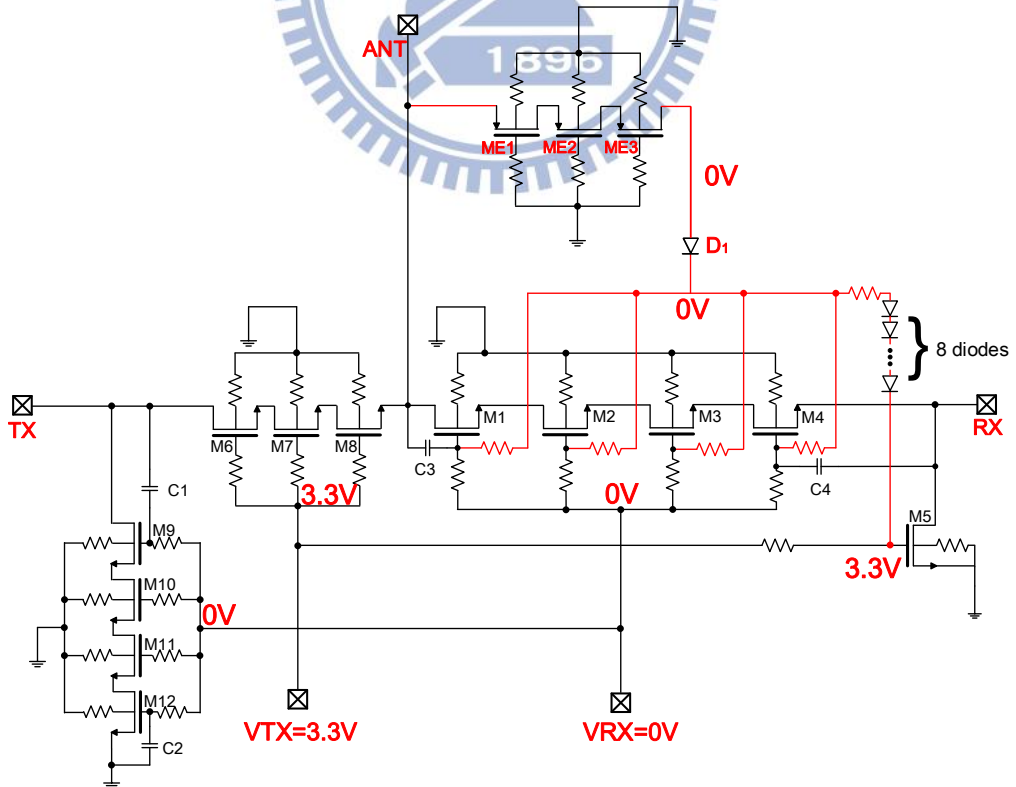 ANT
1896
ME1
ME2
ME3
0V
D1
0V
8 diodes
TX
M6
M7
M8
M1
M2
M3
M4
RX
C3
C4
C1
3.3V
0V
M5
M9
3.3V
M10
0V
M11
M12
C2
VTX=3.3V
VRX=0V